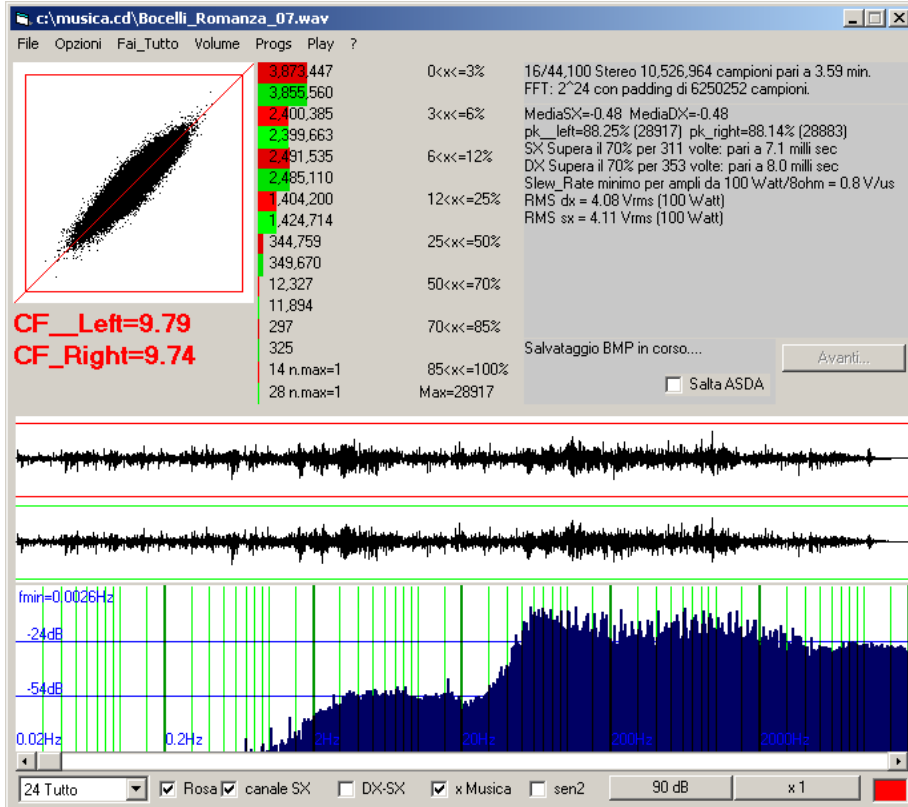 c:\musica.cd\Bocelli_Romanza_07.wav
File Opzioni Fai_Tutto Volume Progs Play ?
3,873,447 0<x<=3%
3,855,560
2,400,385 3<x<=6%
2,399,663
2,491,535 6<x<=12%
2,485,110
1,404,200 12<x<=25%
1,424,714
344,759 25<x<=50%
349,670
12,327 50<x<=70%
11,894
297 70<x<=85%
325
14 n.max=1 85<x<=100%
28 n.max=1 Max=28917
CF__Left=9.79
CF_Right=9.74
16/44,100 Stereo 10,526,964 campioni pari a 3.59 min.
FFT: 2^24 con padding di 6250252 campioni.
MediaSX=-0.48 MediaDX=-0.48
pk__left=88.25% (28917) pk_right=88.14% (28883)
SX Supera il 70% per 311 volte: pari a 7.1 milli sec
DX Supera il 70% per 353 volte: pari a 8.0 milli sec
Slew_Rate minimo per ampli da 100 Watt/8ohm = 0.8 V/us
RMS dx = 4.08 Vrms (100 Watt)
RMS sx = 4.11 Vrms (100 Watt)
Salvataggio BMP in corso....
Avanti...
Salta ASDA
fmin=0.0026Hz
-24dB
-54dB
0.02Hz 0.2Hz 2Hz 20Hz 200Hz 2000Hz
24 Tutto Rosa canale SX DX-SX x Musica sen2 90 dB x 1